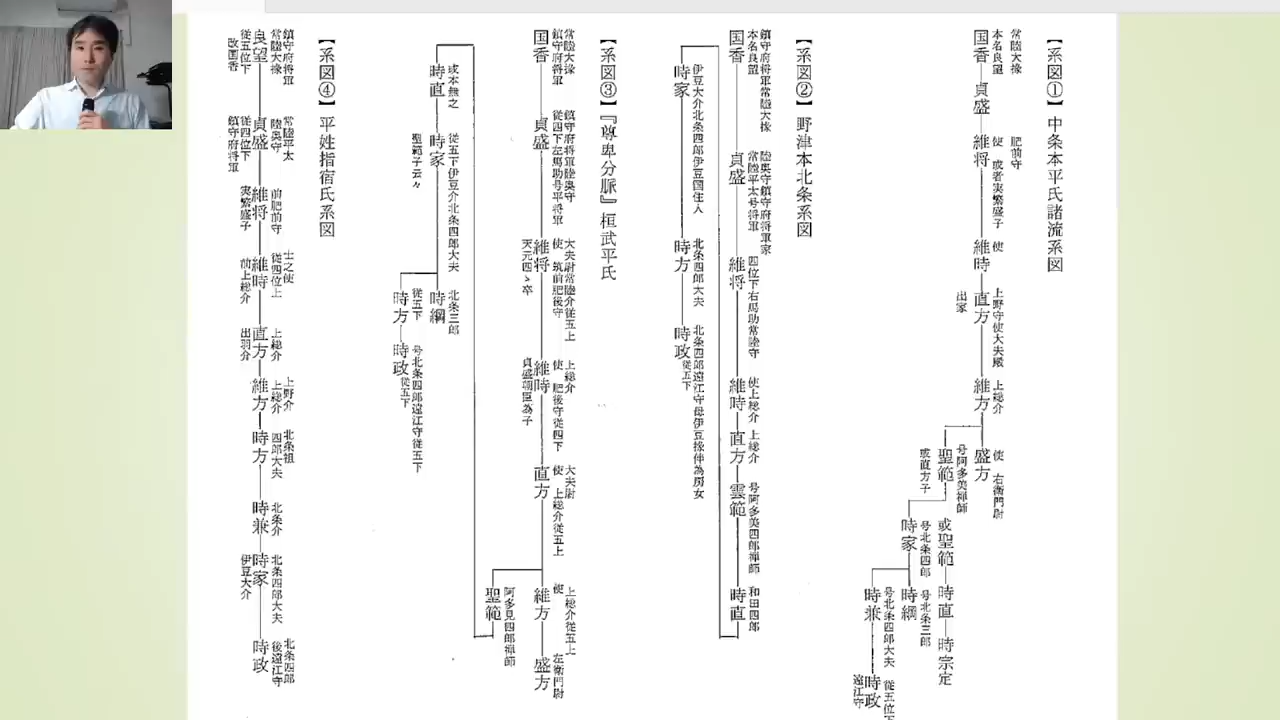 【系図①】中条本平氏諸流系図
常陸大掾
国香
本名良望
貞盛
肥前守
維将
使 或者実繁盛子
使
維時
上野守使大夫殿
直方
出家
上総介
維方
使 右衛門尉
盛方
号阿多美禅師
聖範
或直方子
時家
号北条四郎
或聖範―時直―時宗定
号北条三郎
時綱
号北条四郎大夫
時兼
従五位下
時政
遠江守
【系図②】野津本北条系図
鎮守府将軍常陸大掾
国香
本名良望
陸奥守鎮守府将軍家
常陸平太号将軍
貞盛
四位下右馬助常陸守
維将
使上総介
維時
上総介
直方
号阿多美四郎禅師
雲範
和田四郎
時直
伊豆大介北条四郎伊豆国住人
時家
北条四郎大夫
時方
北条四郎遠江守母伊豆掾伴為房女
時政
従五下
【系図③】『尊卑分脈』桓武平氏
常陸大掾
鎮守府将軍
国香
鎮守府将軍陸奥守
従四下左馬助号平将軍
貞盛
大夫尉常陸介従五上
使 筑前肥後守
維将
天元四々卒
上総介
使 肥後守従四下
維時
貞盛朝臣為子
大夫尉
使 上総介従五上
直方
上総介従五上
使
維方
左衛門尉
盛方
阿多見四郎禅師
聖範
或本無之
時直
従五下伊豆介北条四郎大夫
時家
聖範子云々
北条三郎
時綱
従五下
時方
号北条四郎遠江守従五下
時政
従五下
【系図④】平姓指宿氏系図
鎮守府将軍
常陸大掾
良望
従五位下
改国香
常陸平太
陸奥守
貞盛
従四位下
鎮守府将軍
前肥前守
維将
実繁盛子
従四位上
維時
前上総介
上総介
直方
出羽介
上野介
上総介
維方
北条祖
四郎大夫
時方
北条介
時兼
北条四郎大夫
時家
伊豆大介
北条四郎
後遠江守
時政